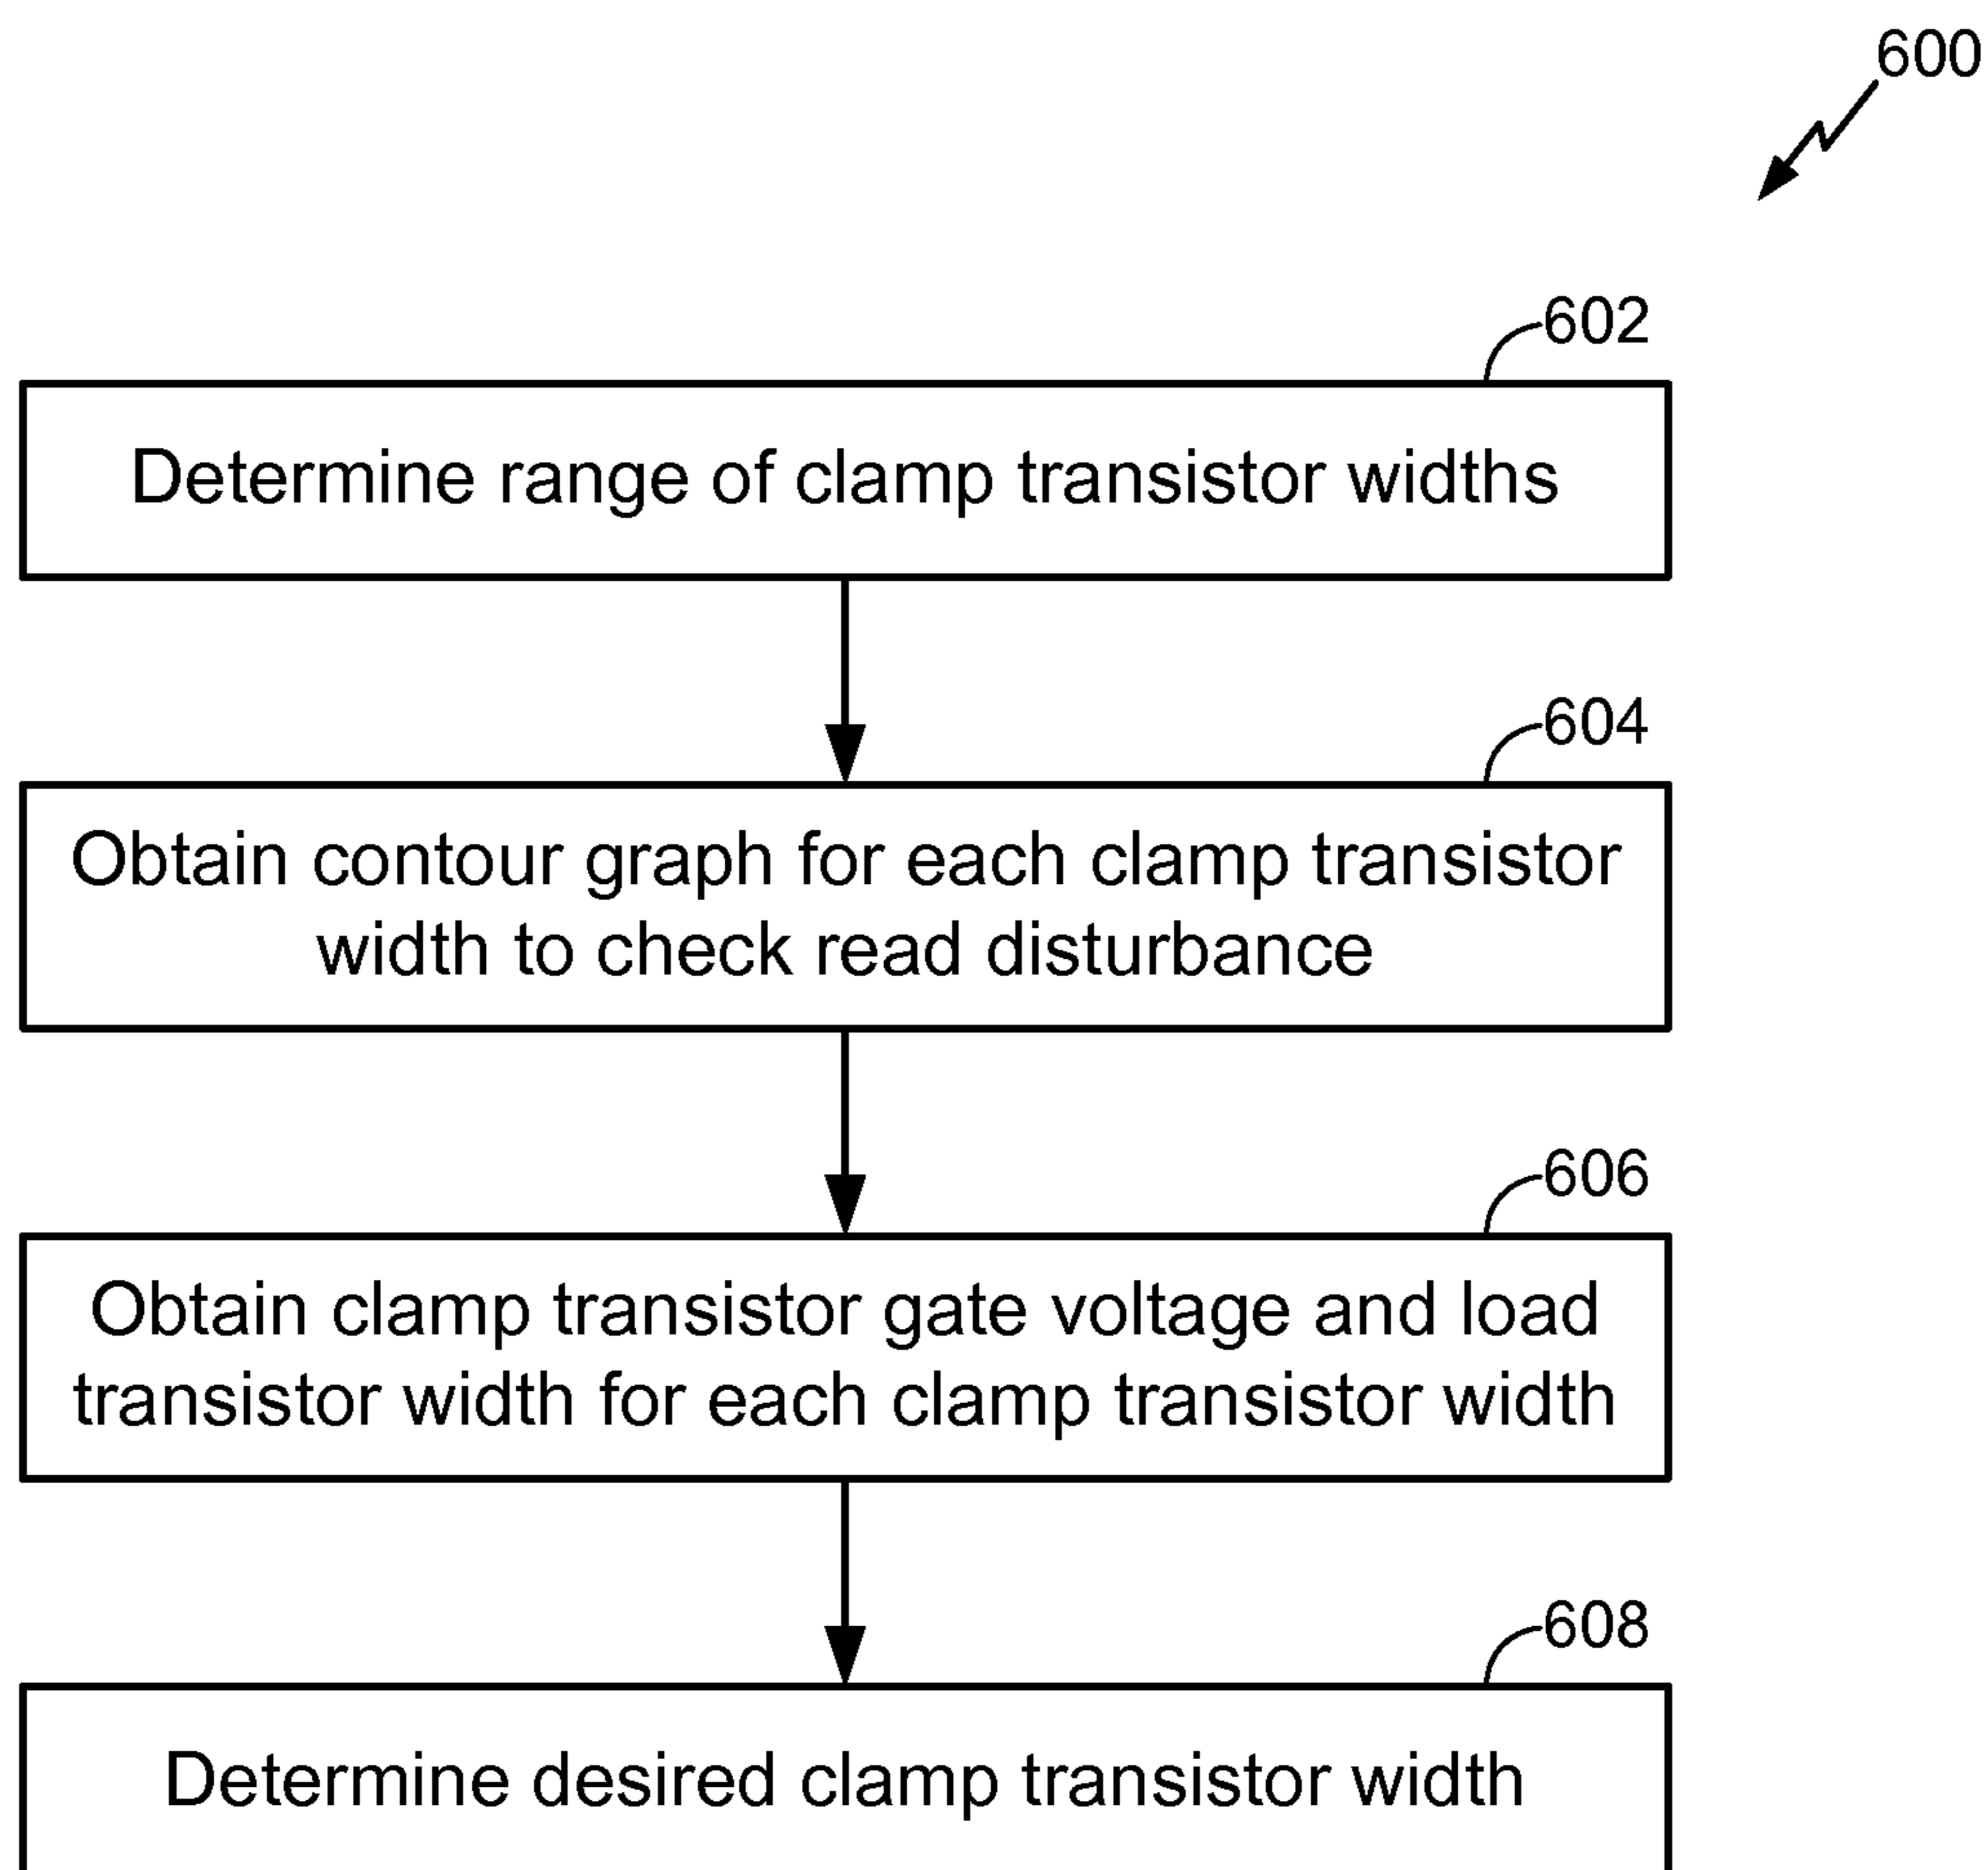 600
602
Determine range of clamp transistor widths
604
Obtain contour graph for each clamp transistor
width to check read disturbance
606
Obtain clamp transistor gate voltage and load
transistor width for each clamp transistor width
608
Determine desired clamp transistor width